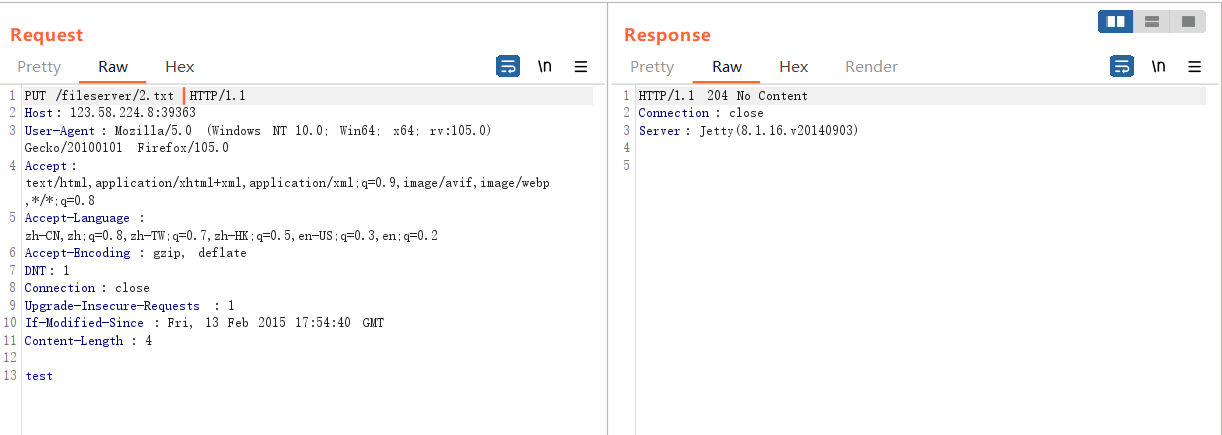 Request
Pretty Raw Hex \n
1 PUT /fileserver/2.txt HTTP/1.1
2 Host: 123.58.224.8:39363
3 User-Agent: Mozilla/5.0 (Windows NT 10.0; Win64; x64; rv:105.0)
Gecko/20100101 Firefox/105.0
4 Accept:
text/html,application/xhtml+xml,application/xml;q=0.9,image/avif,image/webp
,*/*;q=0.8
5 Accept-Language:
zh-CN,zh;q=0.8,zh-TW;q=0.7,zh-HK;q=0.5,en-US;q=0.3,en;q=0.2
6 Accept-Encoding: gzip, deflate
7 DNT: 1
8 Connection: close
9 Upgrade-Insecure-Requests: 1
10 If-Modified-Since: Fri, 13 Feb 2015 17:54:40 GMT
11 Content-Length: 4
12
13 test
Response
Pretty Raw Hex Render \n
1 HTTP/1.1 204 No Content
2 Connection: close
3 Server: Jetty(8.1.16.v20140903)
4
5